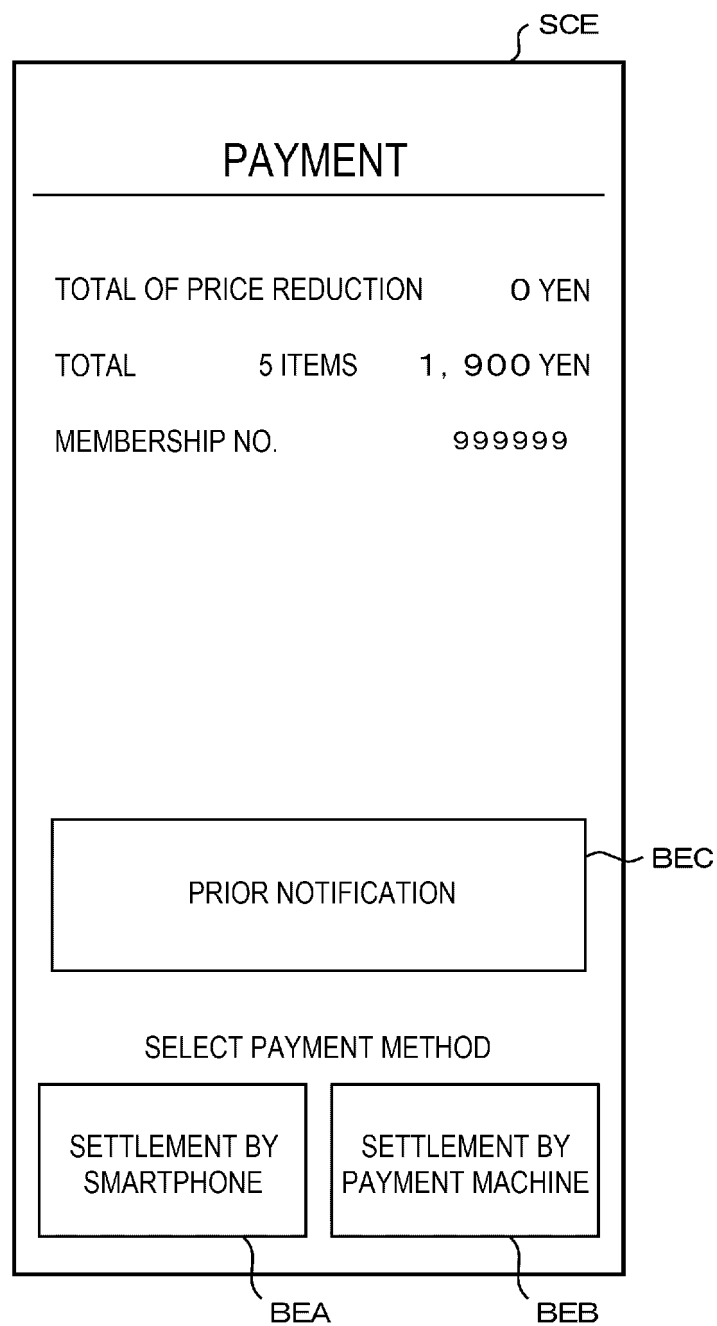 SCE
PAYMENT
TOTAL OF PRICE REDUCTION 0 YEN
TOTAL 5 ITEMS 1, 900 YEN
MEMBERSHIP NO. 999999
PRIOR NOTIFICATION
BEC
SELECT PAYMENT METHOD
SETTLEMENT BY
SMARTPHONE
SETTLEMENT BY
PAYMENT MACHINE
BEA
BEB